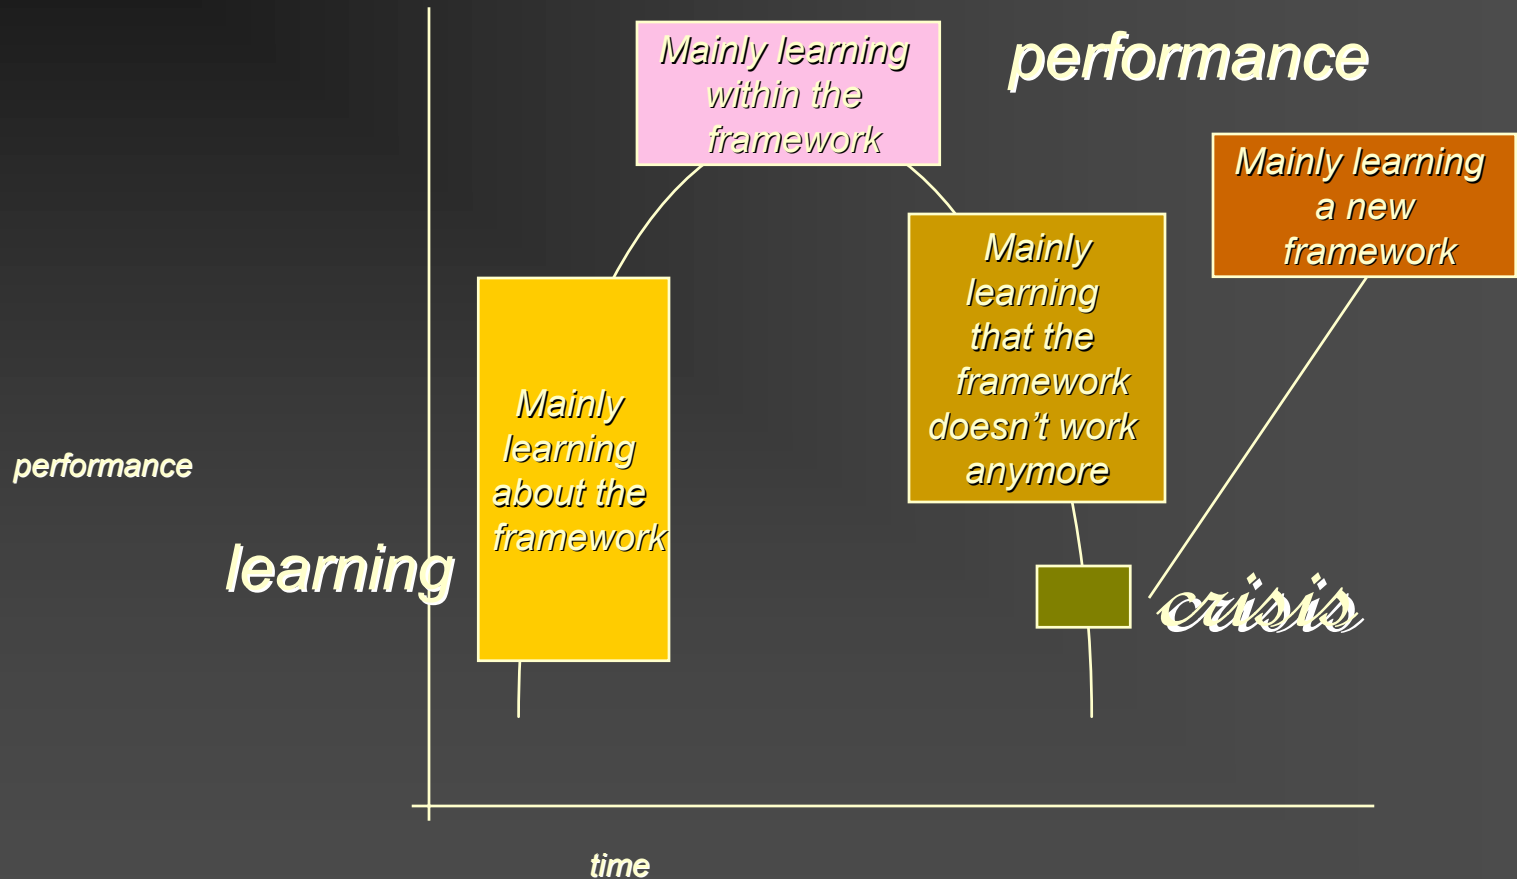 Mainly learning
within the
framework
performance
Mainly learning
a new
framework
Mainly
learning
that the
framework
doesn’t work
anymore
Mainly
learning
about the
framework
performance
learning
crisis
time